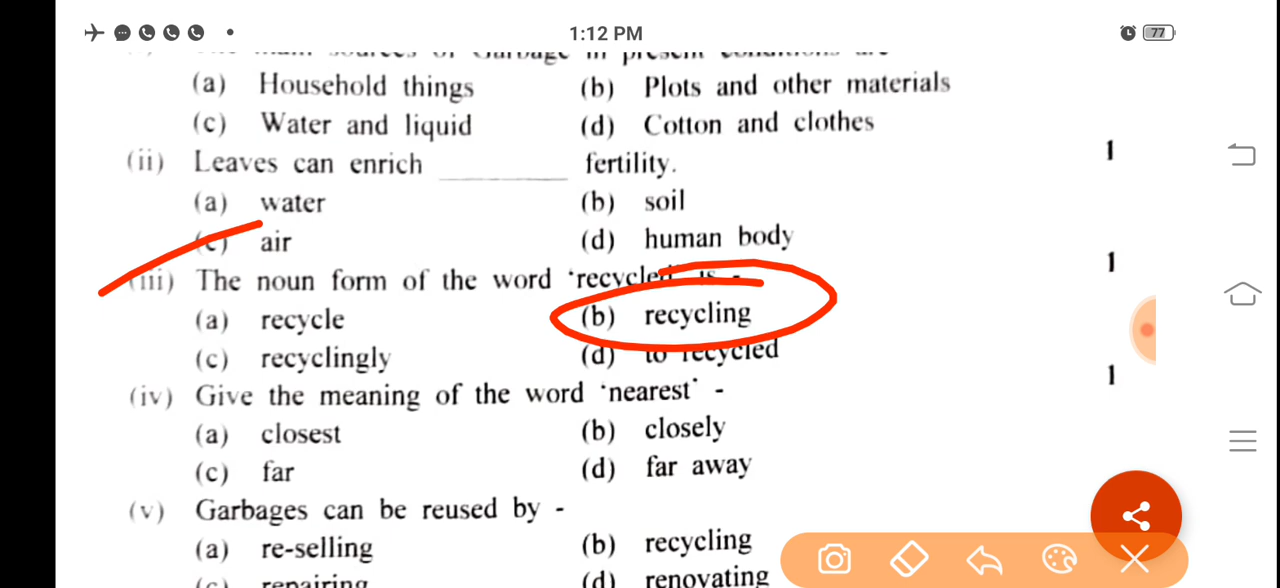 1:12 PM
77
(a) Household things (b) Plots and other materials
(c) Water and liquid (d) Cotton and clothes
(ii) Leaves can enrich ________ fertility. 1
(a) water (b) soil
(c) air (d) human body
(iii) The noun form of the word 'recycled' is - 1
(a) recycle (b) recycling
(c) recyclingly (d) to recycled
(iv) Give the meaning of the word 'nearest' - 1
(a) closest (b) closely
(c) far (d) far away
(v) Garbages can be reused by -
(a) re-selling (b) recycling
(c) repairing (d) renovating